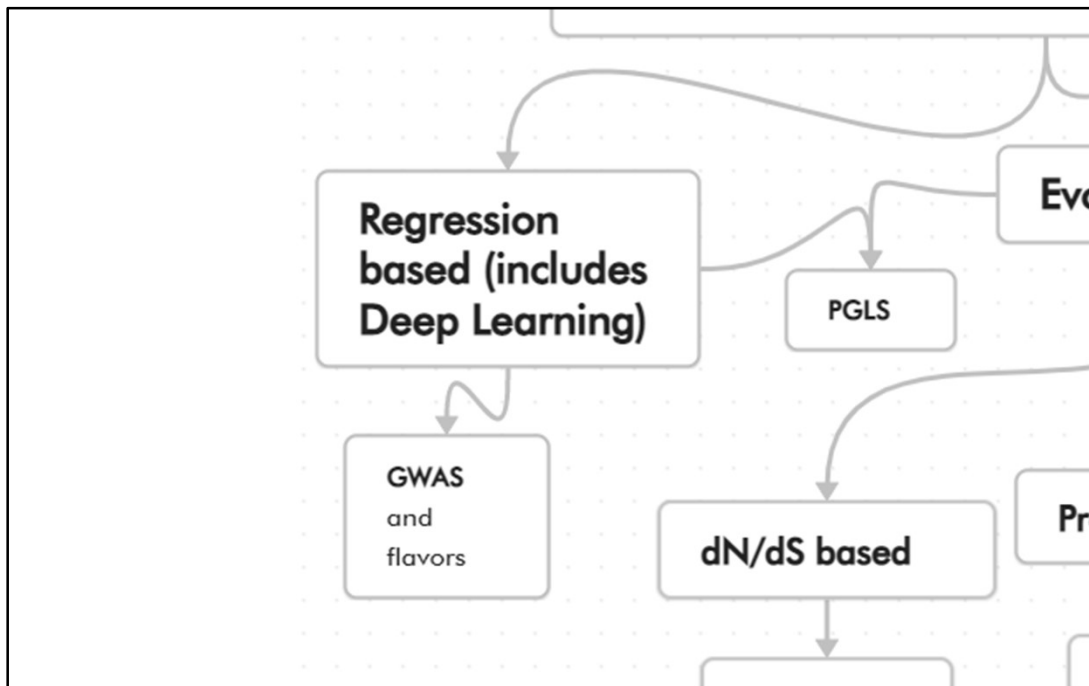 Regression
based (includes
Deep Learning)
PGLS
GWAS
and
flavors
dN/dS based